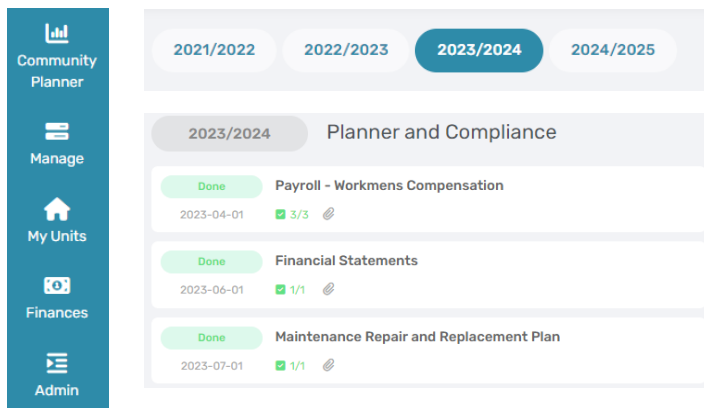 Community
Planner
Manage
My Units
Finances
Admin
2021/2022 2022/2023 2023/2024 2024/2025
2023/2024 Planner and Compliance
Done Payroll - Workmens Compensation
2023-04-01 3/3
Done Financial Statements
2023-06-01 1/1
Done Maintenance Repair and Replacement Plan
2023-07-01 1/1